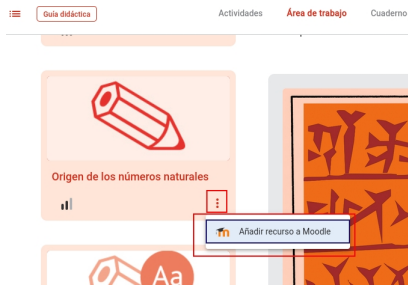 Guía didáctica
Actividades Área de trabajo Cuaderno
Origen de los números naturales
Añadir recurso a Moodle
Aa